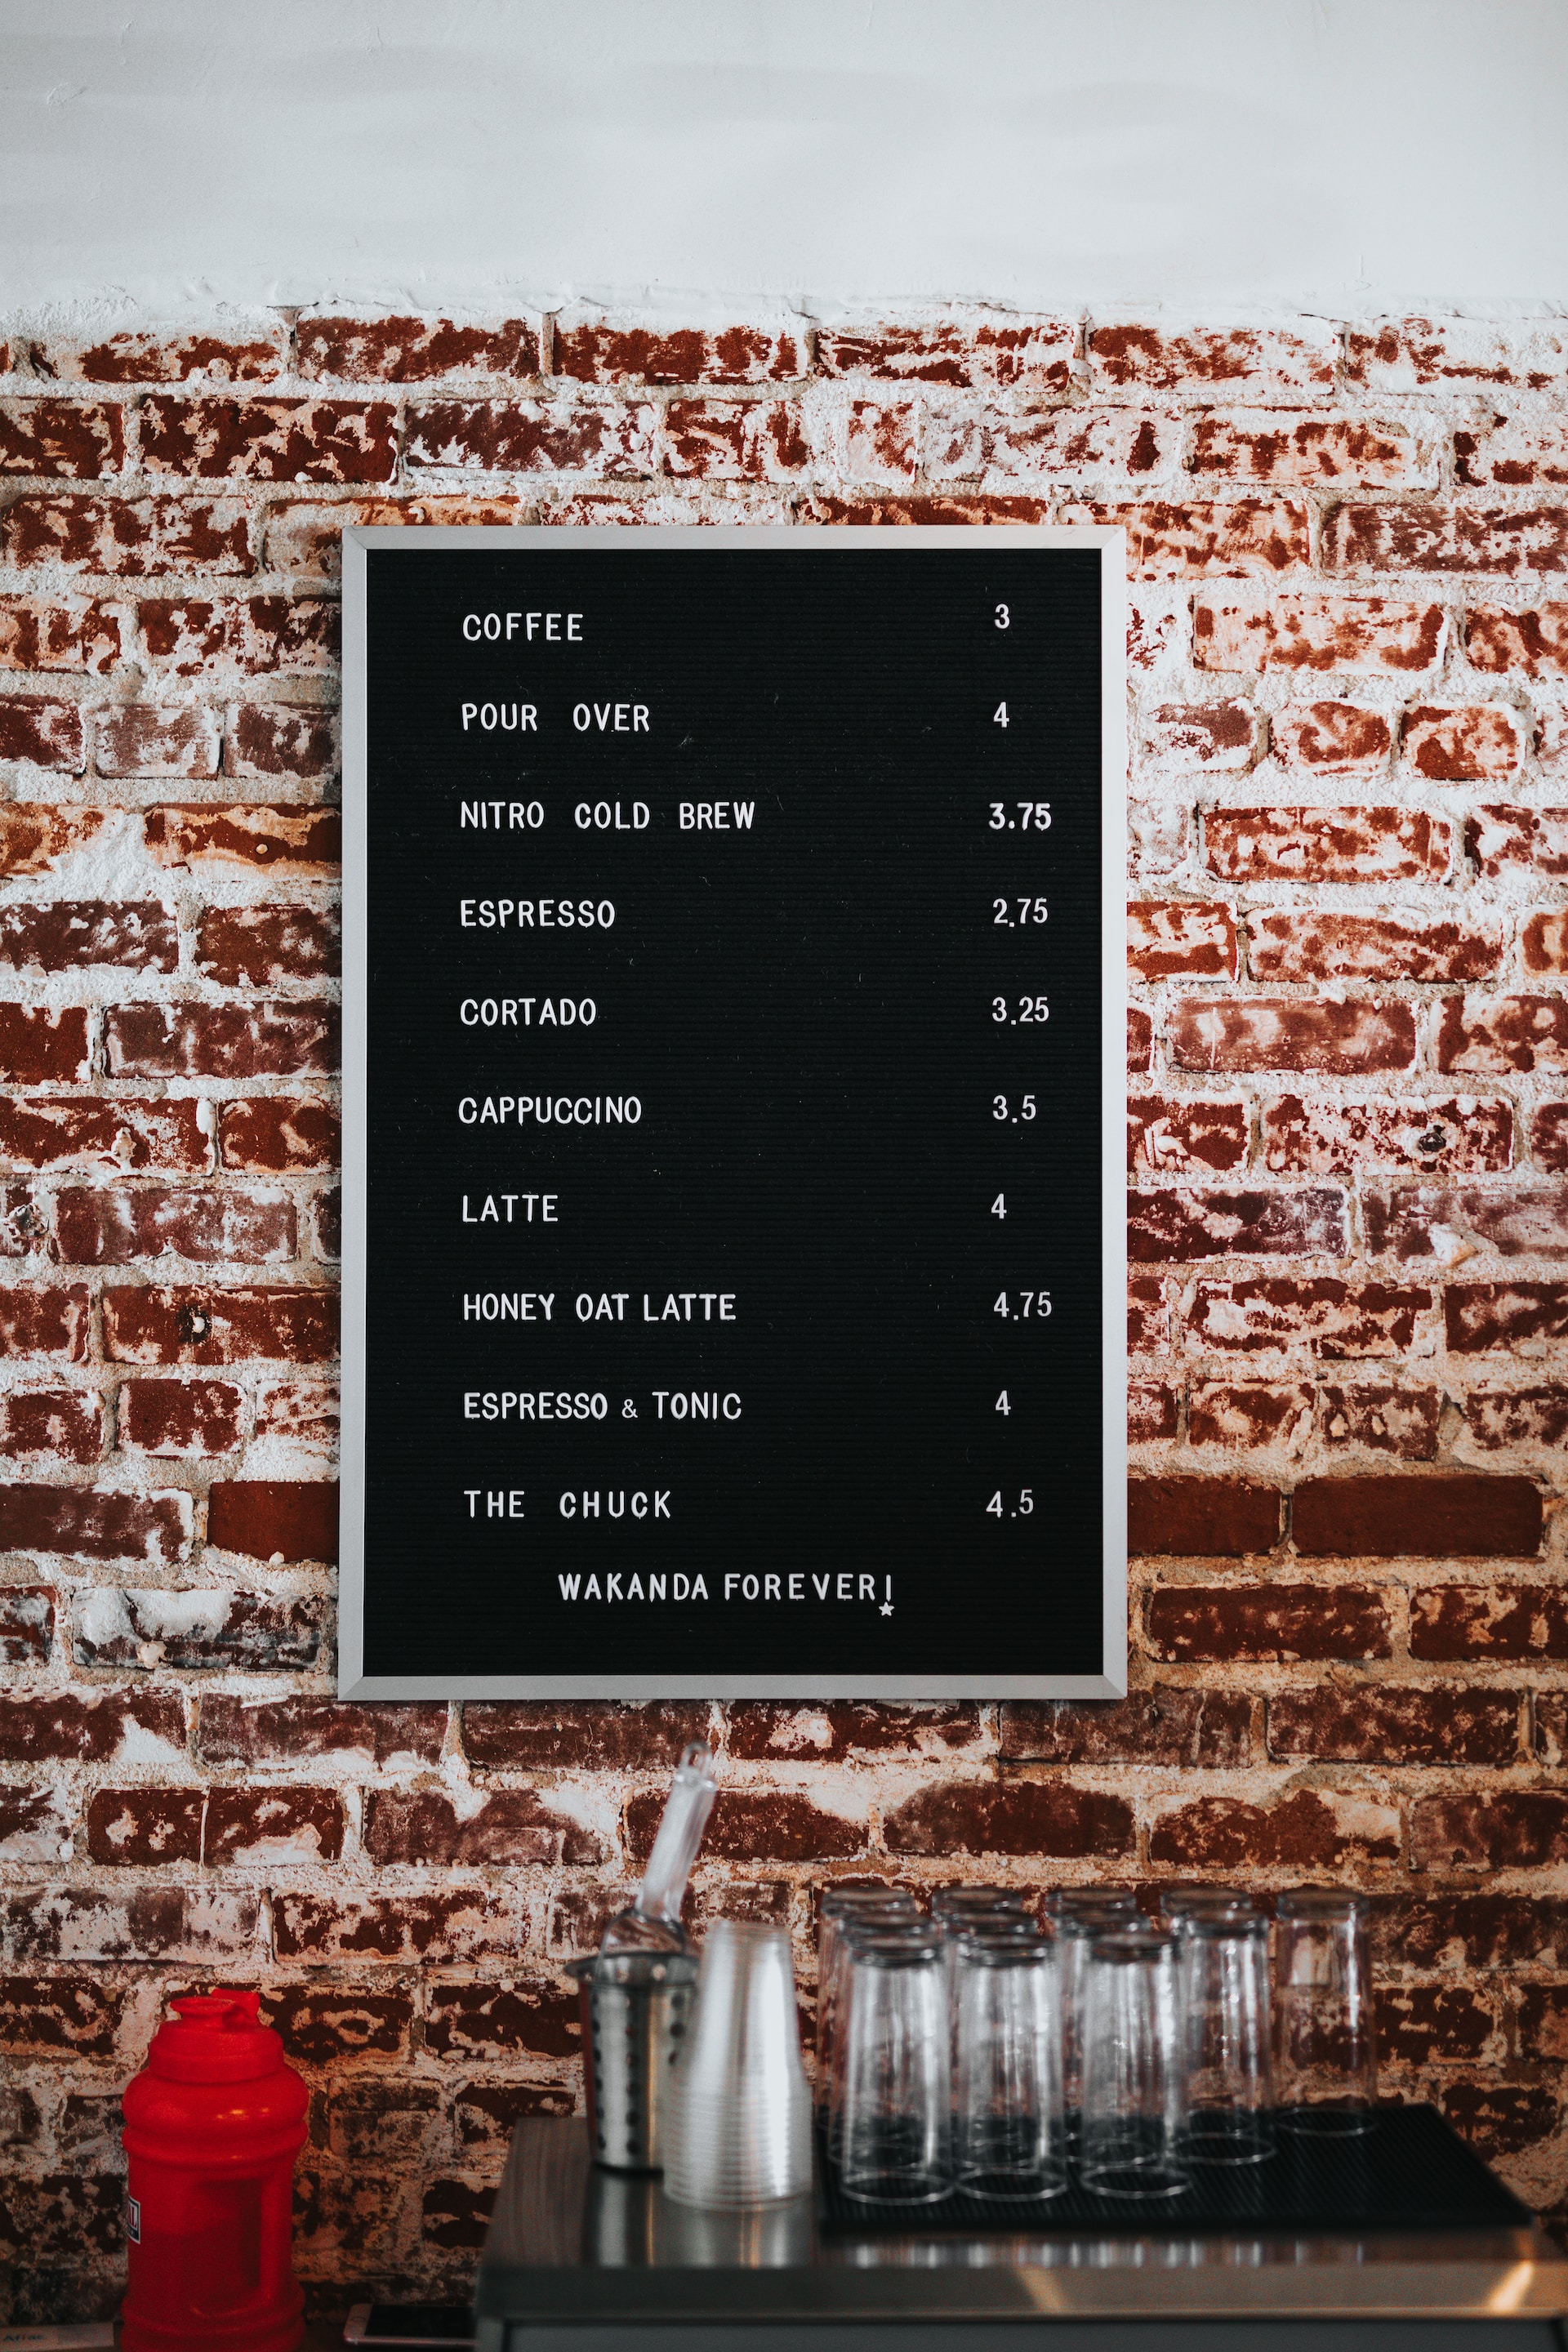 COFFEE 3
POUR OVER 4
NITRO COLD BREW 3.75
ESPRESSO 2.75
CORTADO 3.25
CAPPUCCINO 3.5
LATTE 4
HONEY OAT LATTE 4.75
ESPRESSO & TONIC 4
THE CHUCK 4.5
WAKANDA FOREVER!